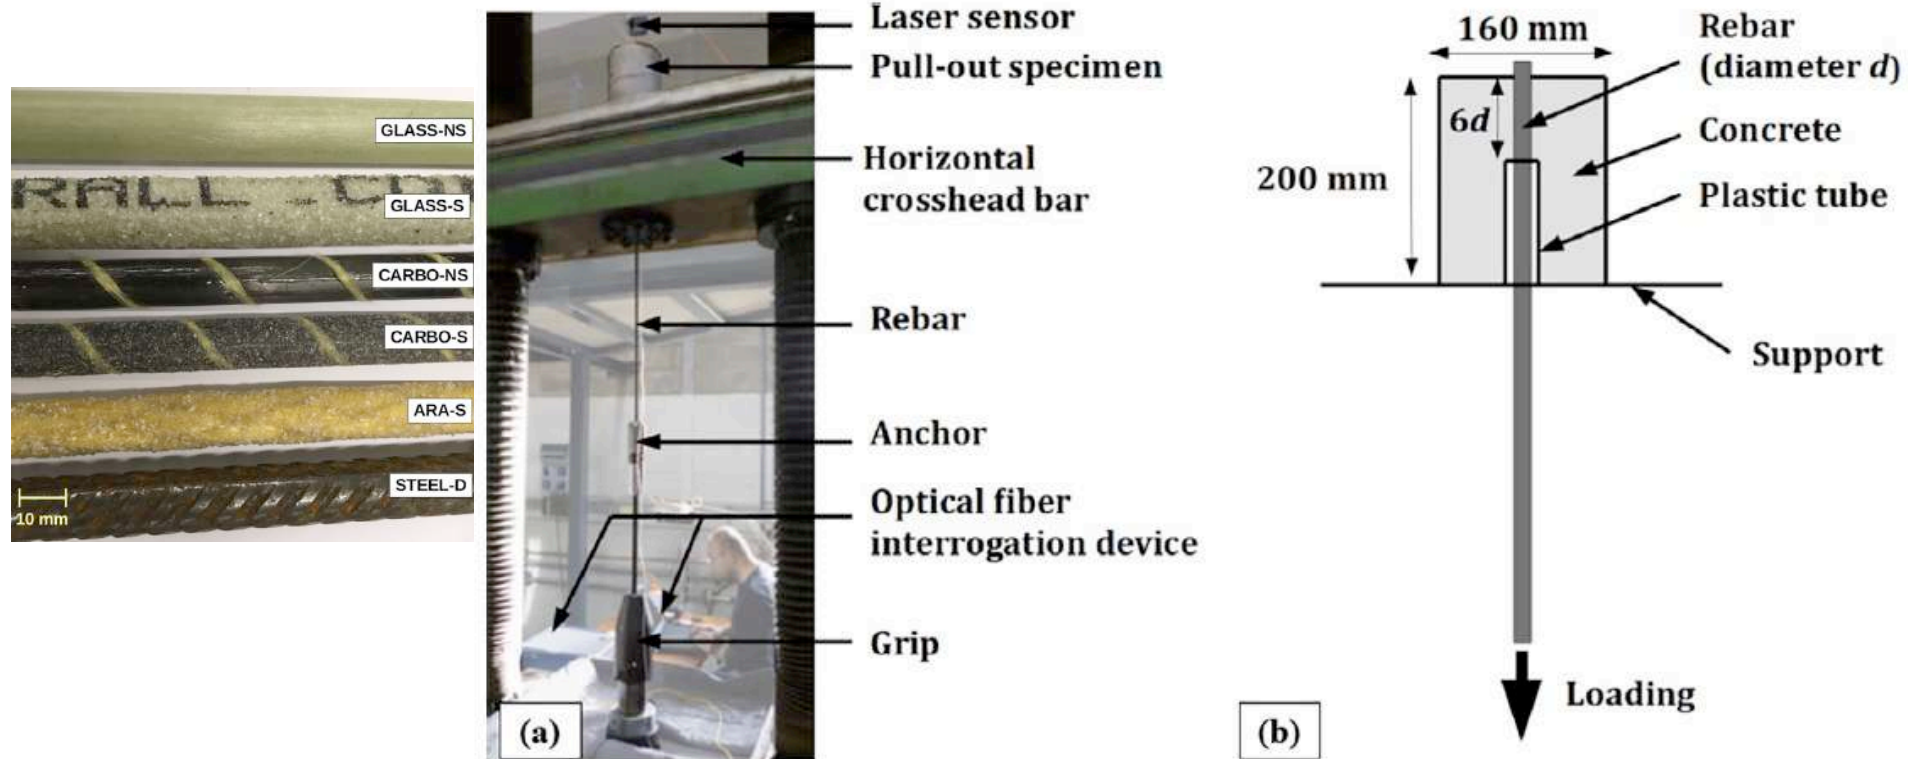 GLASS-NS
RALL
GLASS-S
CARBO-NS
CARBO-S
ARA-S
STEEL-D
10 mm
Laser sensor
Pull-out specimen
Horizontal
crosshead bar
Rebar
Anchor
Optical fiber
interrogation device
Grip
(a)
160 mm
6d
200 mm
Rebar
(diameter d)
Concrete
Plastic tube
Support
Loading
(b)